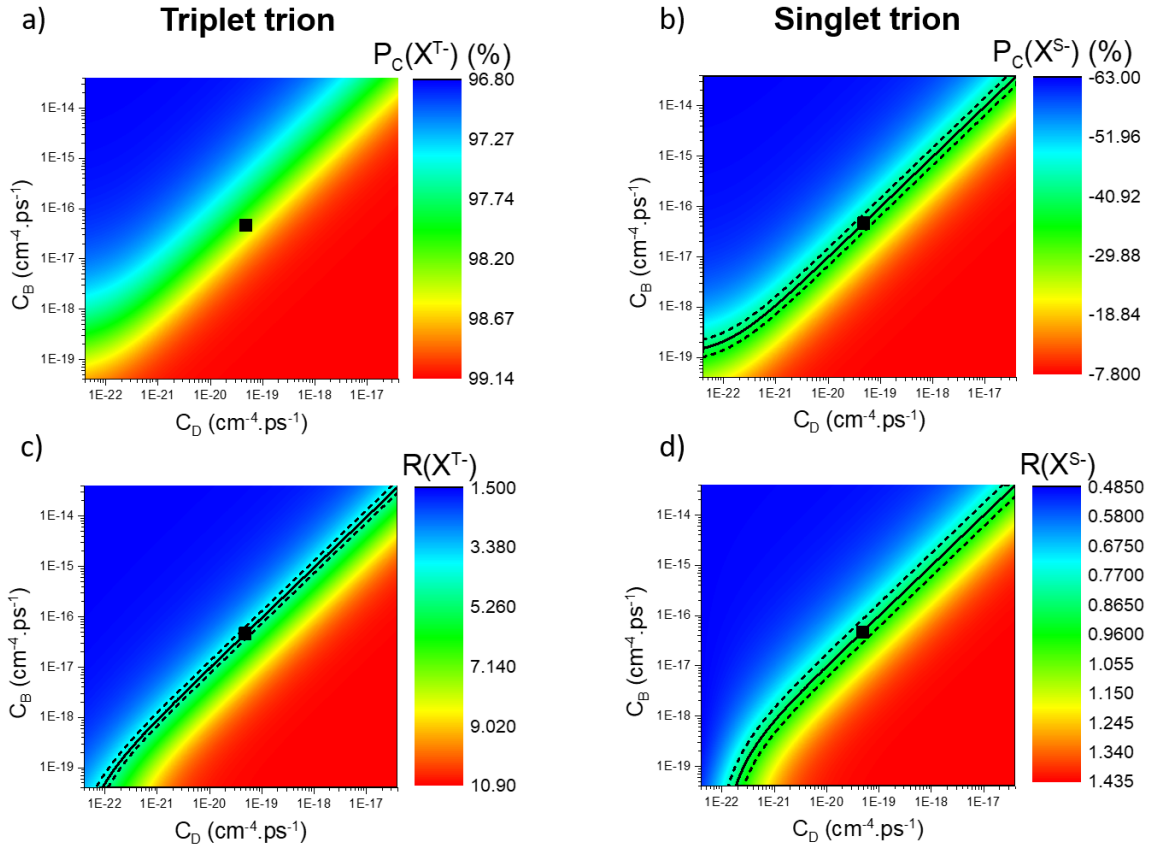 a) Triplet trion
b) Singlet trion
P_C(X^{T-}) (%)
96.80
97.27
97.74
98.20
98.67
99.14
1E-14
1E-15
1E-16
1E-17
1E-18
1E-19
C_B (cm^{-4}.ps^{-1})
1E-22 1E-21 1E-20 1E-19 1E-18 1E-17
C_D (cm^{-4}.ps^{-1})
P_C(X^{S-}) (%)
-63.00
-51.96
-40.92
-29.88
-18.84
-7.800
1E-14
1E-15
1E-16
1E-17
1E-18
1E-19
C_B (cm^{-4}.ps^{-1})
1E-22 1E-21 1E-20 1E-19 1E-18 1E-17
C_D (cm^{-4}.ps^{-1})
c)
R(X^{T-})
1.500
3.380
5.260
7.140
9.020
10.90
1E-14
1E-15
1E-16
1E-17
1E-18
1E-19
C_B (cm^{-4}.ps^{-1})
1E-22 1E-21 1E-20 1E-19 1E-18 1E-17
C_D (cm^{-4}.ps^{-1})
d)
R(X^{S-})
0.4850
0.5800
0.6750
0.7700
0.8650
0.9600
1.055
1.150
1.245
1.340
1.435
1E-14
1E-15
1E-16
1E-17
1E-18
1E-19
C_B (cm^{-4}.ps^{-1})
1E-22 1E-21 1E-20 1E-19 1E-18 1E-17
C_D (cm^{-4}.ps^{-1})